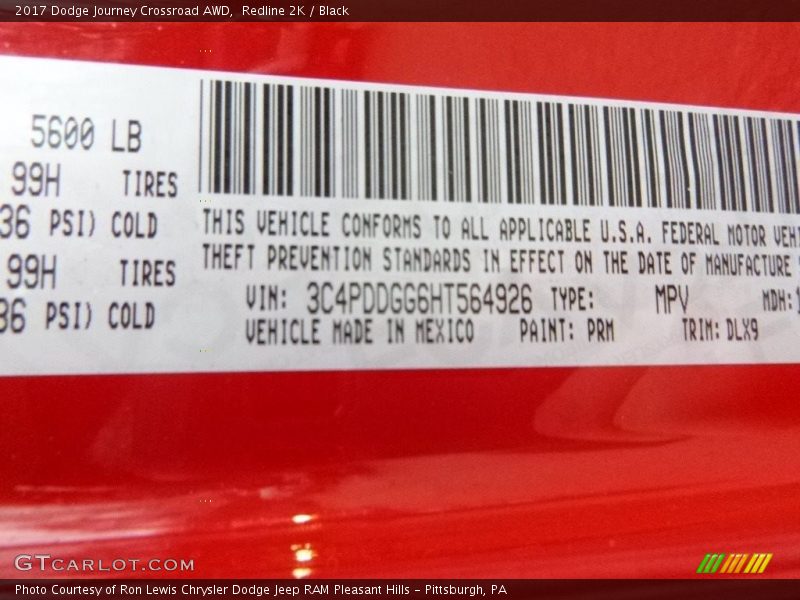 2017 Dodge Journey Crossroad AWD,  Redline 2K / Black
5600 LB
99H TIRES
36 PSI) COLD
99H TIRES
36 PSI) COLD
THIS VEHICLE CONFORMS TO ALL APPLICABLE U.S.A. FEDERAL MOTOR VEHI
THEFT PREVENTION STANDARDS IN EFFECT ON THE DATE OF MANUFACTURE
VIN: 3C4PDDGG6HT564926 TYPE: MPV MDH:
VEHICLE MADE IN MEXICO PAINT: PRM TRIM: DLX9
GTCARLOT.COM
Photo Courtesy of Ron Lewis Chrysler Dodge Jeep RAM Pleasant Hills - Pittsburgh, PA